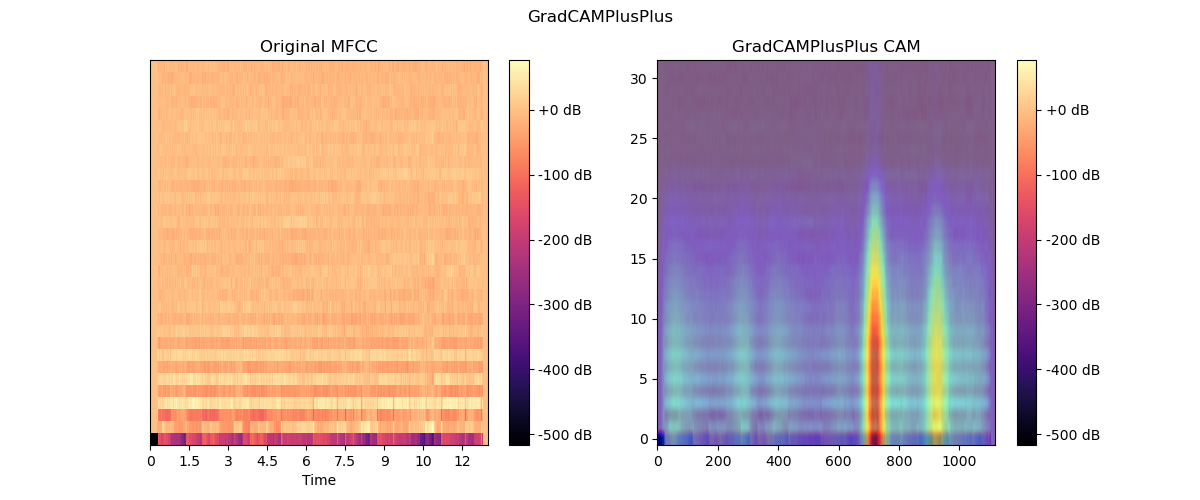 GradCAMPlusPlus
Original MFCC
+0 dB
-100 dB
-200 dB
-300 dB
-400 dB
-500 dB
0 1.5 3 4.5 6 7.5 9 10 12
Time
GradCAMPlusPlus CAM
30
25
20
15
10
5
0
0 200 400 600 800 1000
+0 dB
-100 dB
-200 dB
-300 dB
-400 dB
-500 dB